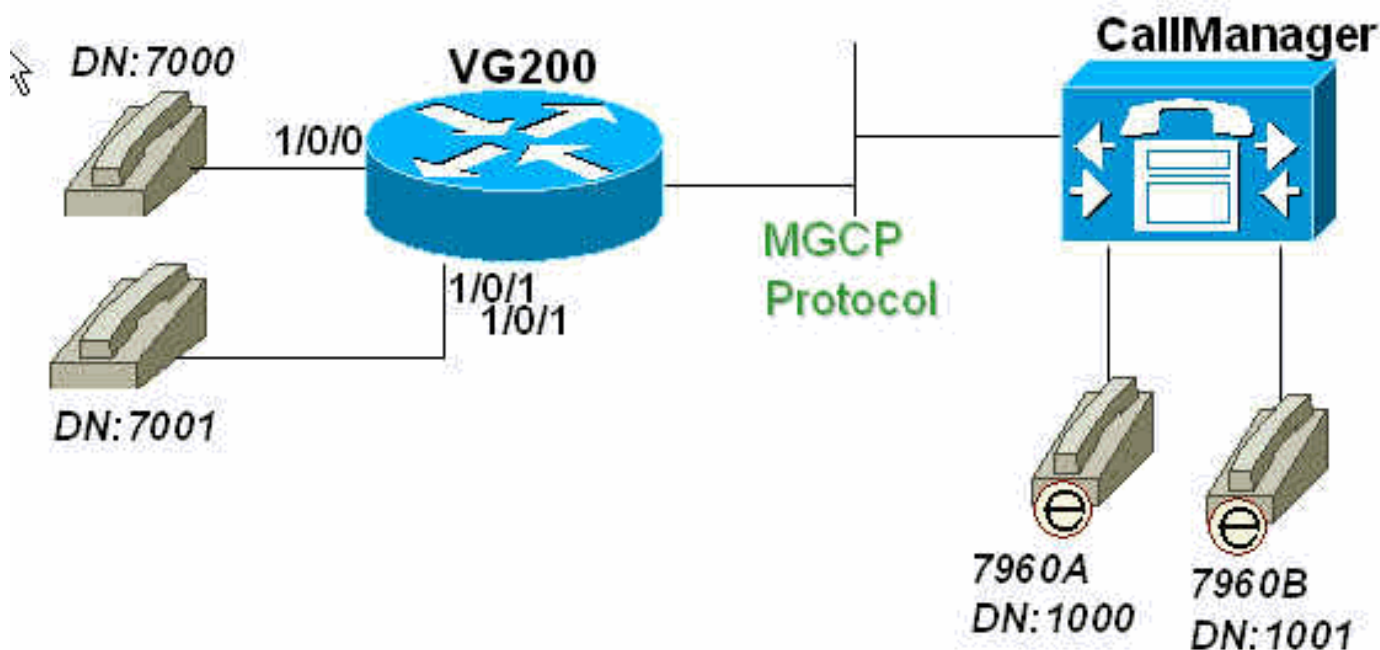 DN:7000
VG200
CallManager
1/0/0
MGCP
Protocol
1/0/1
1/0/1
DN:7001
e
e
7960A
DN:1000
7960B
DN:1001